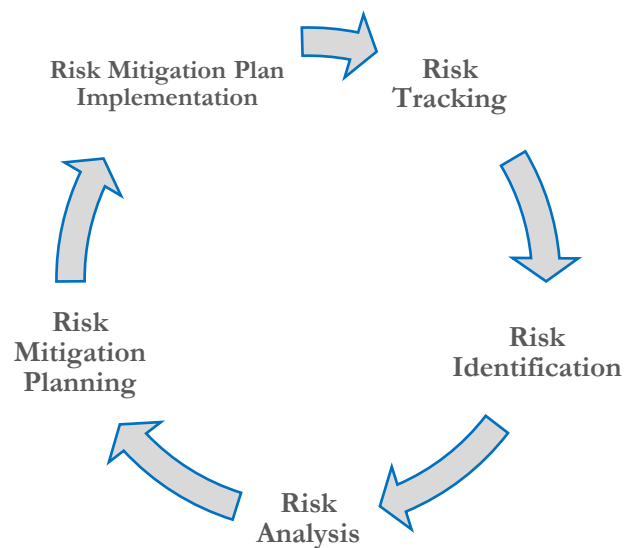 Risk Mitigation Plan
Implementation
Risk
Tracking
Risk
Identification
Risk
Analysis
Risk
Mitigation
Planning